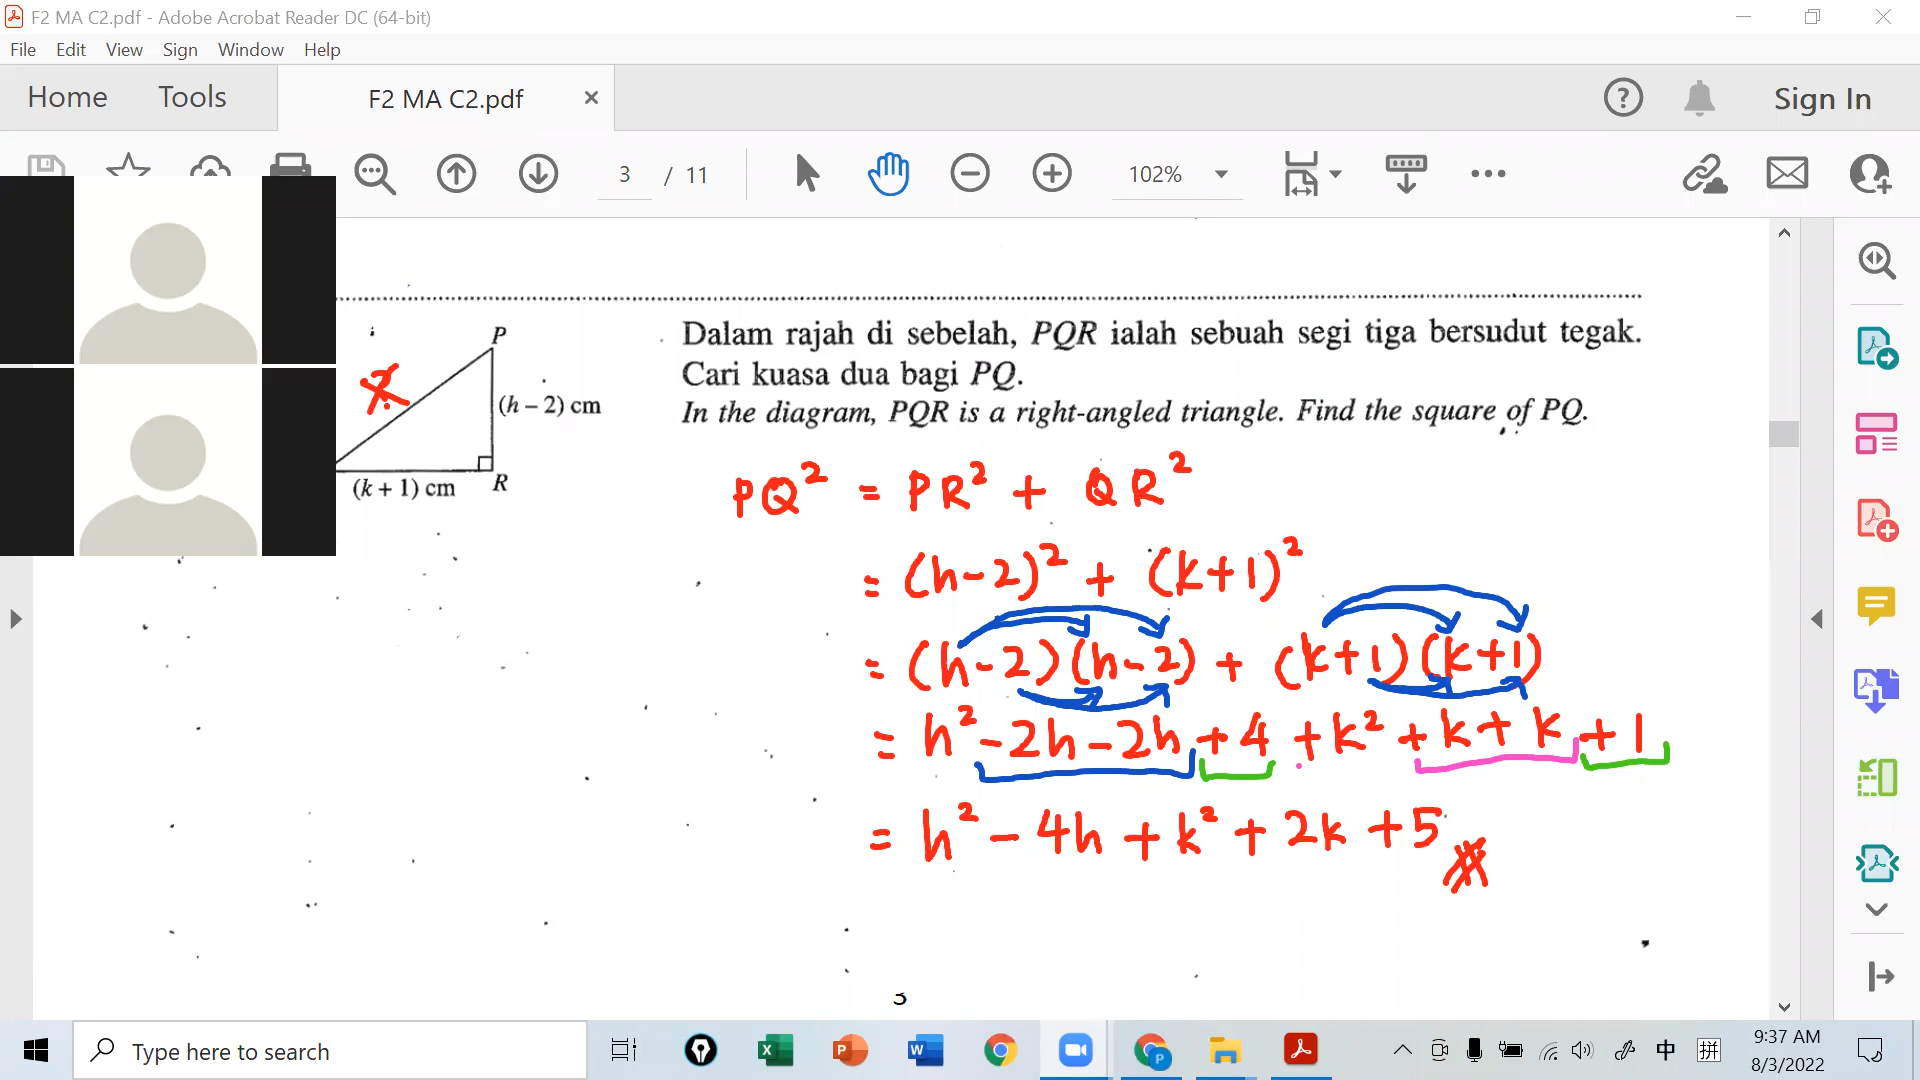 F2 MA C2.pdf - Adobe Acrobat Reader DC (64-bit)
File Edit View Sign Window Help
Home Tools F2 MA C2.pdf × Sign In
3 / 11 102%
P
(h – 2) cm
(k + 1) cm R
Dalam rajah di sebelah, PQR ialah sebuah segi tiga bersudut tegak.
Cari kuasa dua bagi PQ.
In the diagram, PQR is a right-angled triangle. Find the square of PQ.
PQ² = PR² + QR²
= (h-2)² + (k+1)²
= (h-2)(h-2) + (k+1)(k+1)
= h² -2h -2h +4 +k² +k + k +1
= h² - 4h + k² + 2k + 5
3
Type here to search
中 拼
9:37 AM
8/3/2022